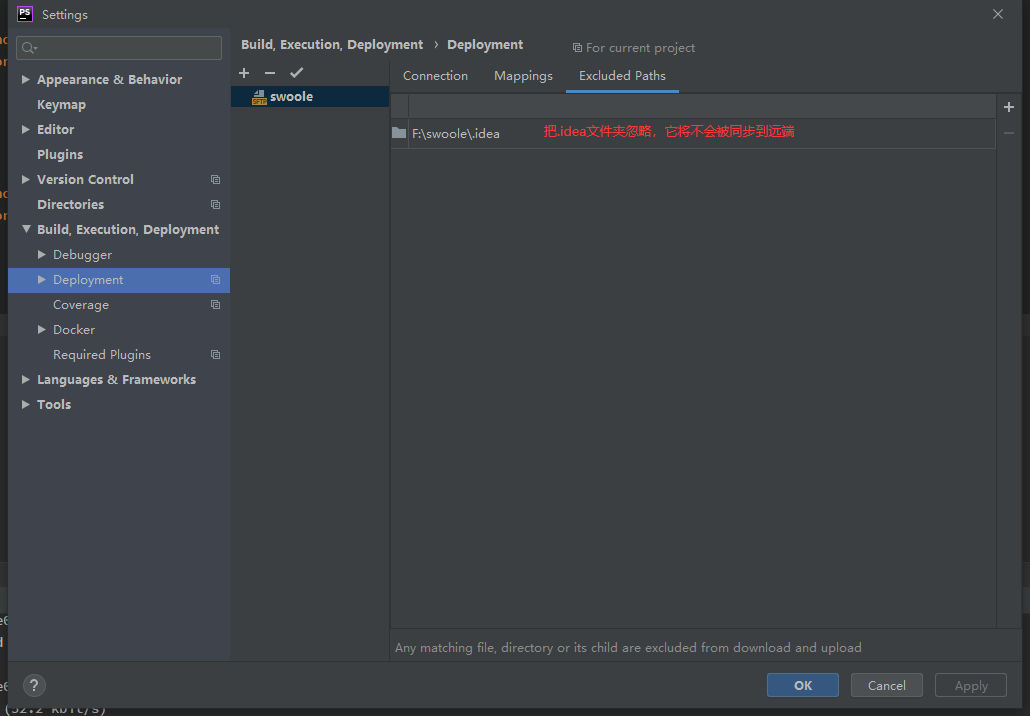 PS
Settings
Build, Execution, Deployment › Deployment
For current project
Appearance & Behavior
Keymap
Editor
Plugins
Version Control
Directories
Build, Execution, Deployment
Debugger
Deployment
Coverage
Docker
Required Plugins
Languages & Frameworks
Tools
SFTP swoole
Connection Mappings Excluded Paths
F:\swoole\.idea 把.idea文件夹忽略，它将不会被同步到远端
Any matching file, directory or its child are excluded from download and upload
? OK Cancel Apply